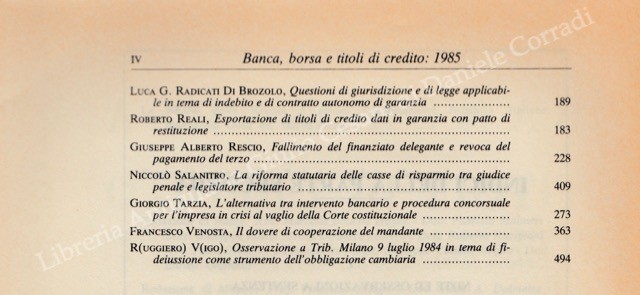 IV Banca, borsa e titoli di credito: 1985
LUCA G. RADICATI DI BROZOLO, Questioni di giurisdizione e di legge applicabi-
le in tema di indebito e di contratto autonomo di garanzia .................. 189
ROBERTO REALI, Esportazione di titoli di credito dati in garanzia con patto di
restituzione .................. 183
GIUSEPPE ALBERTO RESCIO, Fallimento del finanziato delegante e revoca del
pagamento del terzo .................. 228
NICCOLÒ SALANITRO, La riforma statutaria delle casse di risparmio tra giudice
penale e legislatore tributario .................. 409
GIORGIO TARZIA, L'alternativa tra intervento bancario e procedura concorsuale
per l'impresa in crisi al vaglio della Corte costituzionale .................. 273
FRANCESCO VENOSTA, Il dovere di cooperazione del mandante .................. 363
R(UGGIERO) V(IGO), Osservazione a Trib. Milano 9 luglio 1984 in tema di fi-
deiussione come strumento dell'obbligazione cambiaria .................. 494
Libreria
Daniele Corradi